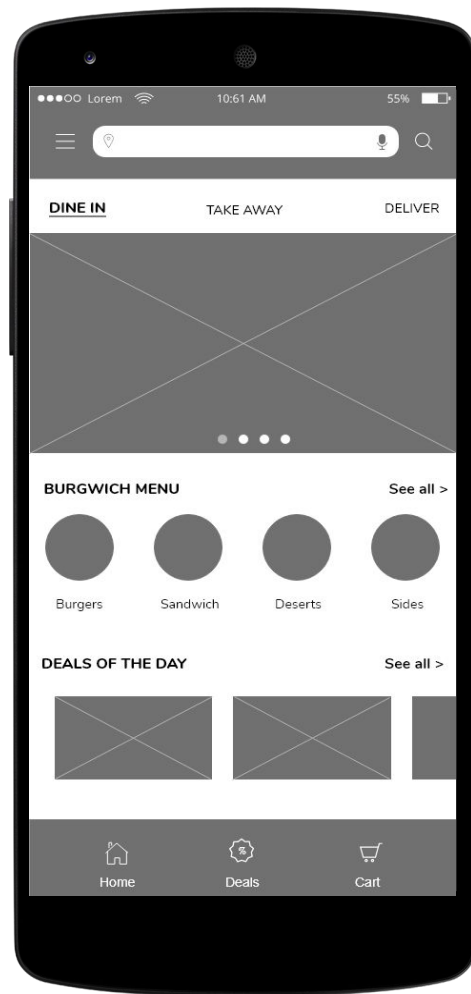 Lorem 10:61 AM 55%
DINE IN TAKE AWAY DELIVER
BURGWICH MENU See all >
Burgers Sandwich Deserts Sides
DEALS OF THE DAY See all >
%
Home Deals Cart